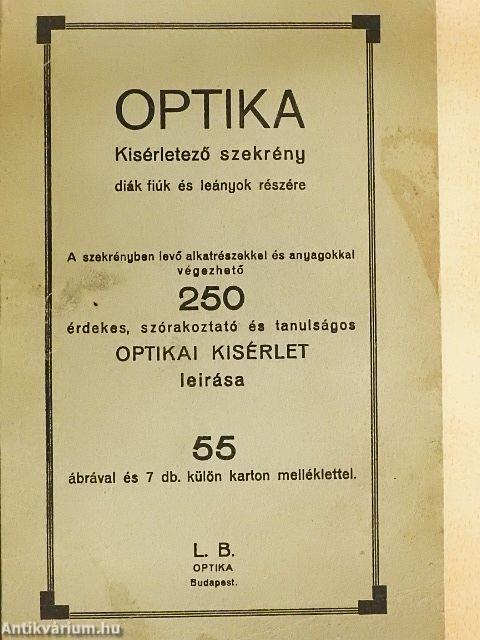 OPTIKA
Kisérletező szekrény
diák fiúk és leányok részére
A szekrényben levő alkatrészekkel és anyagokkal
végezhető
250
érdekes, szórakoztató és tanulságos
OPTIKAI KISÉRLET
leirása
55
ábrával és 7 db. külön karton melléklettel.
L. B.
OPTIKA
Budapest.
Antikvárium.hu